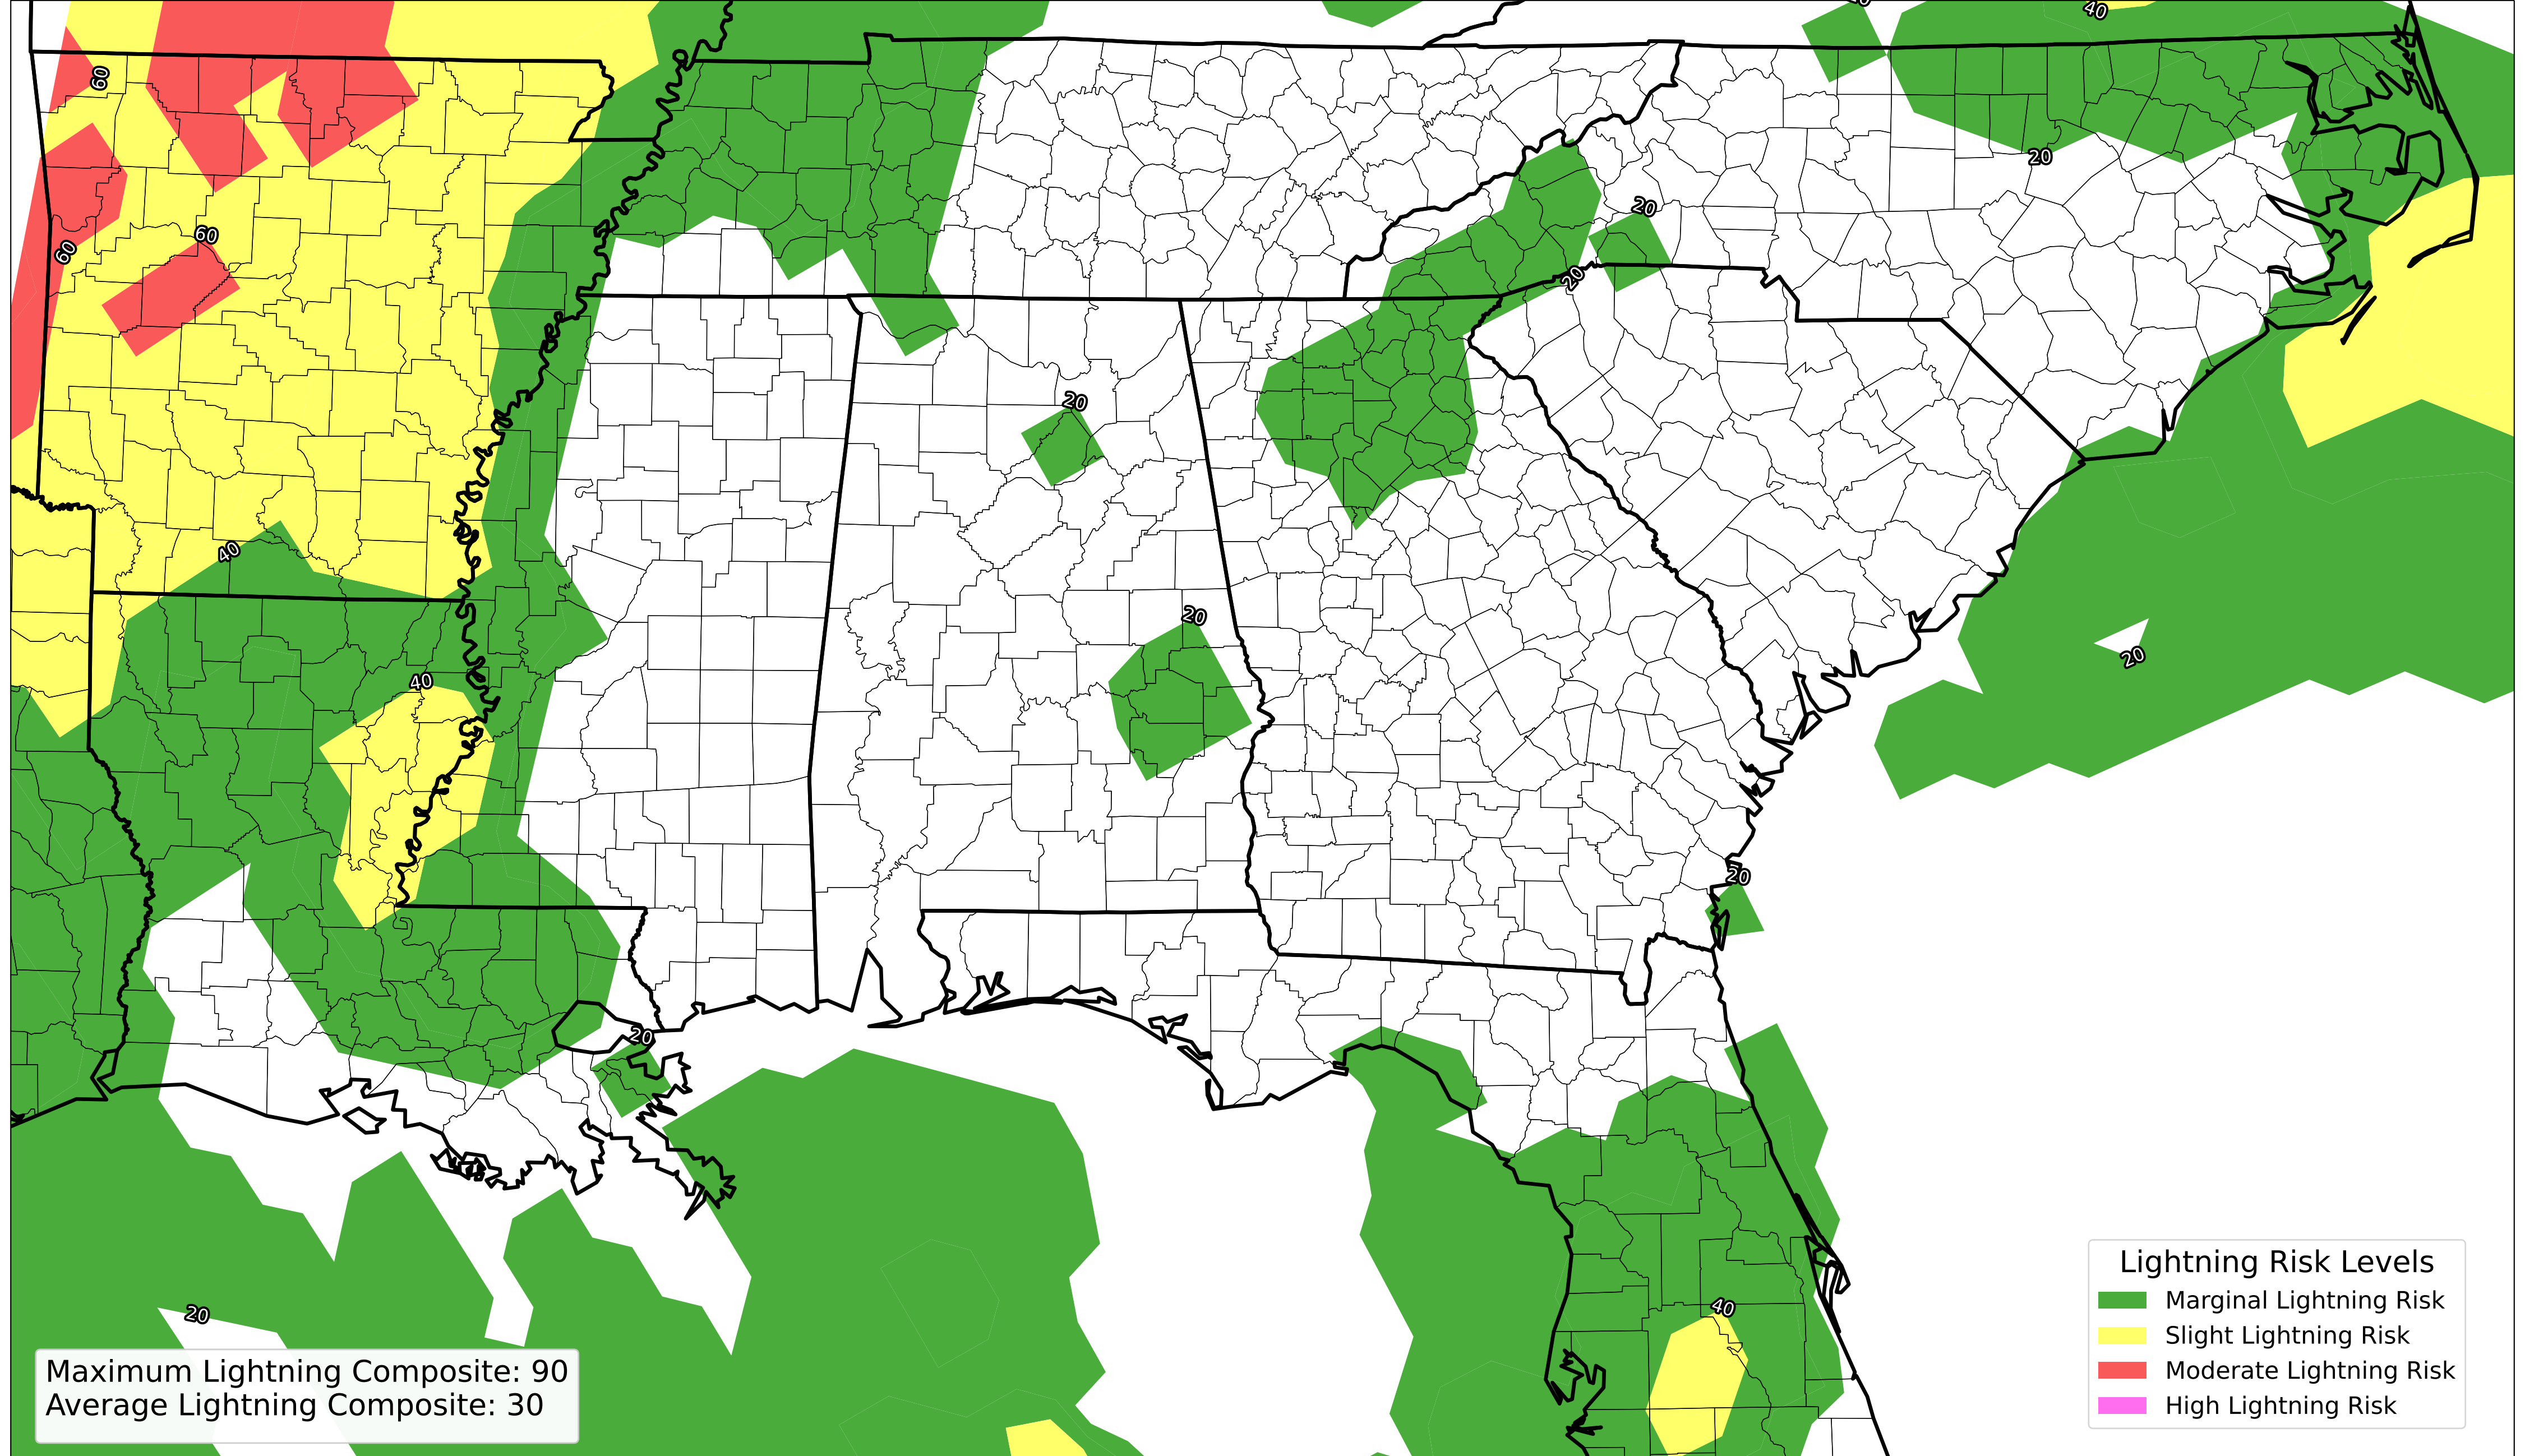 40
60
20
20
60
60
20
20
40
20
20
40
20
20
40
20
Lightning Risk Levels
Marginal Lightning Risk
Slight Lightning Risk
Moderate Lightning Risk
High Lightning Risk
Maximum Lightning Composite: 90
Average Lightning Composite: 30